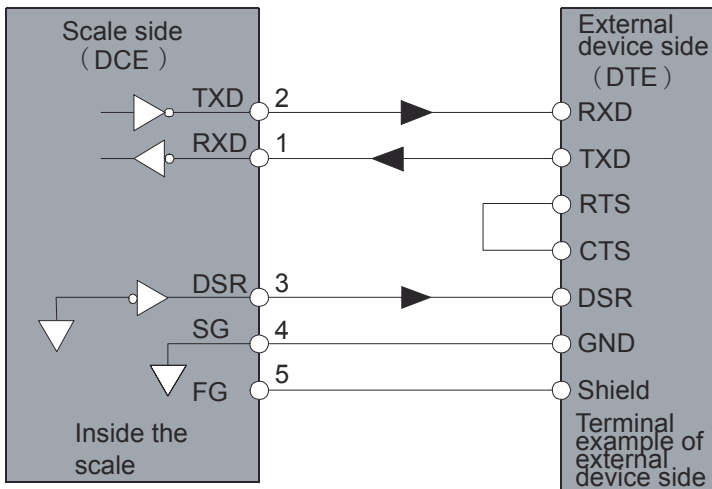 Scale side
（DCE）
TXD
2
RXD
1
DSR
3
SG
4
FG
5
Inside the
scale
External
device side
（DTE）
RXD
TXD
RTS
CTS
DSR
GND
Shield
Terminal
example of
external
device side